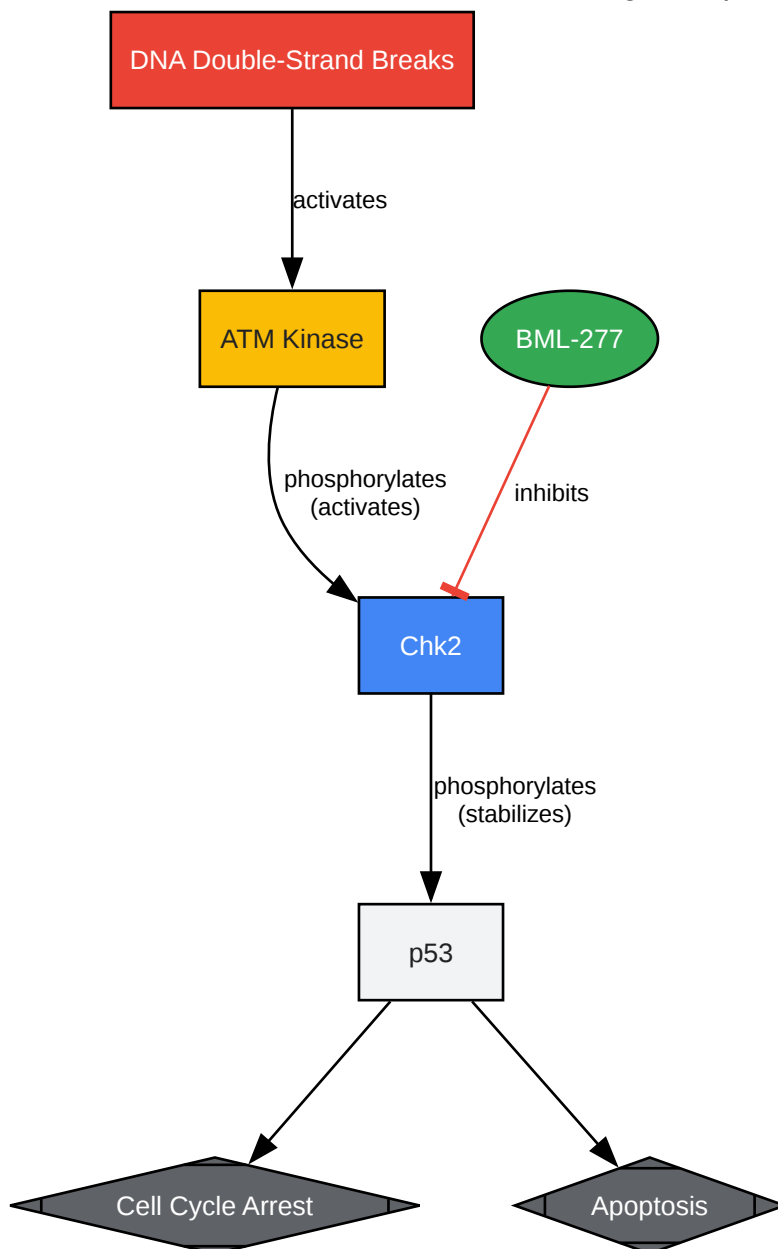 DNA Double-Strand Breaks
activates
ATM Kinase
BML-277
phosphorylates
(activates)
inhibits
Chk2
phosphorylates
(stabilizes)
p53
Cell Cycle Arrest
Apoptosis